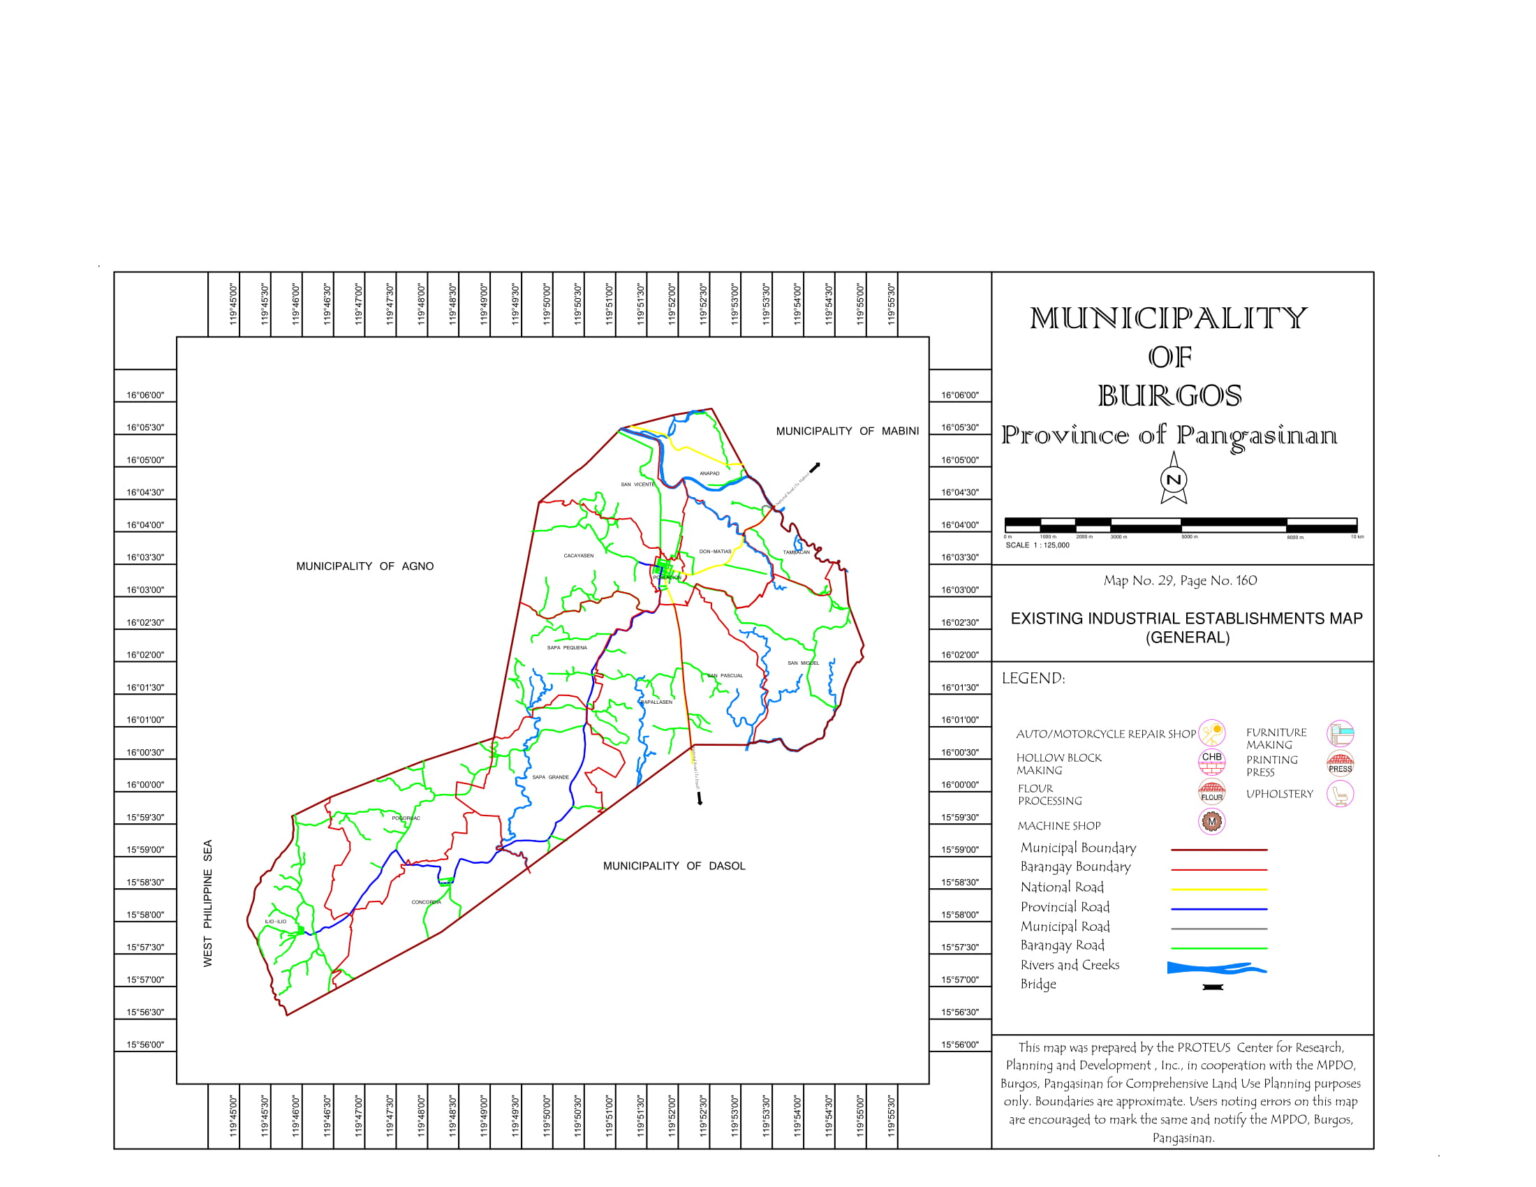 119°45'00"
119°45'30"
119°46'00"
119°46'30"
119°47'00"
119°47'30"
119°48'00"
119°48'30"
119°49'00"
119°49'30"
119°50'00"
119°50'30"
119°51'00"
119°51'30"
119°52'00"
119°52'30"
119°53'00"
119°53'30"
119°54'00"
119°54'30"
119°55'00"
119°55'30"
16°06'00"
16°05'30"
16°05'00"
16°04'30"
16°04'00"
16°03'30"
16°03'00"
16°02'30"
16°02'00"
16°01'30"
16°01'00"
16°00'30"
16°00'00"
15°59'30"
15°59'00"
15°58'30"
15°58'00"
15°57'30"
15°57'00"
15°56'30"
15°56'00"
MUNICIPALITY OF MABINI
ANAPAO
SAN VICENTE
MUNICIPALITY OF AGNO
CACAYASEN
DON-MATIAS
TAMBACAN
SAPA PEQUENA
SAN MIGUEL
SAN PASCUAL
SAPA GRANDE
POGORUAC
MUNICIPALITY OF DASOL
CONCORDIA
ILIO-ILIO
WEST PHILIPPINE SEA
16°06'00"
16°05'30"
16°05'00"
16°04'30"
16°04'00"
16°03'30"
16°03'00"
16°02'30"
16°02'00"
16°01'30"
16°01'00"
16°00'30"
16°00'00"
15°59'30"
15°59'00"
15°58'30"
15°58'00"
15°57'30"
15°57'00"
15°56'30"
15°56'00"
119°45'00"
119°45'30"
119°46'00"
119°46'30"
119°47'00"
119°47'30"
119°48'00"
119°48'30"
119°49'00"
119°49'30"
119°50'00"
119°50'30"
119°51'00"
119°51'30"
119°52'00"
119°52'30"
119°53'00"
119°53'30"
119°54'00"
119°54'30"
119°55'00"
119°55'30"
MUNICIPALITY
OF
BURGOS
Province of Pangasinan
N
0 m 1000 m 2000 m 3000 m 5000 m 8000 m 10 km
SCALE 1 : 125,000
Map No. 29, Page No. 160
EXISTING INDUSTRIAL ESTABLISHMENTS MAP
(GENERAL)
LEGEND:
AUTO/MOTORCYCLE REPAIR SHOP
HOLLOW BLOCK
MAKING
CHB
FLOUR
PROCESSING
FLOUR
MACHINE SHOP
M
FURNITURE
MAKING
PRINTING
PRESS
PRESS
UPHOLSTERY
Municipal Boundary
Barangay Boundary
National Road
Provincial Road
Municipal Road
Barangay Road
Rivers and Creeks
Bridge
This map was prepared by the PROTEUS Center for Research,
Planning and Development , Inc., in cooperation with the MPDO,
Burgos, Pangasinan for Comprehensive Land Use Planning purposes
only. Boundaries are approximate. Users noting errors on this map
are encouraged to mark the same and notify the MPDO, Burgos,
Pangasinan.